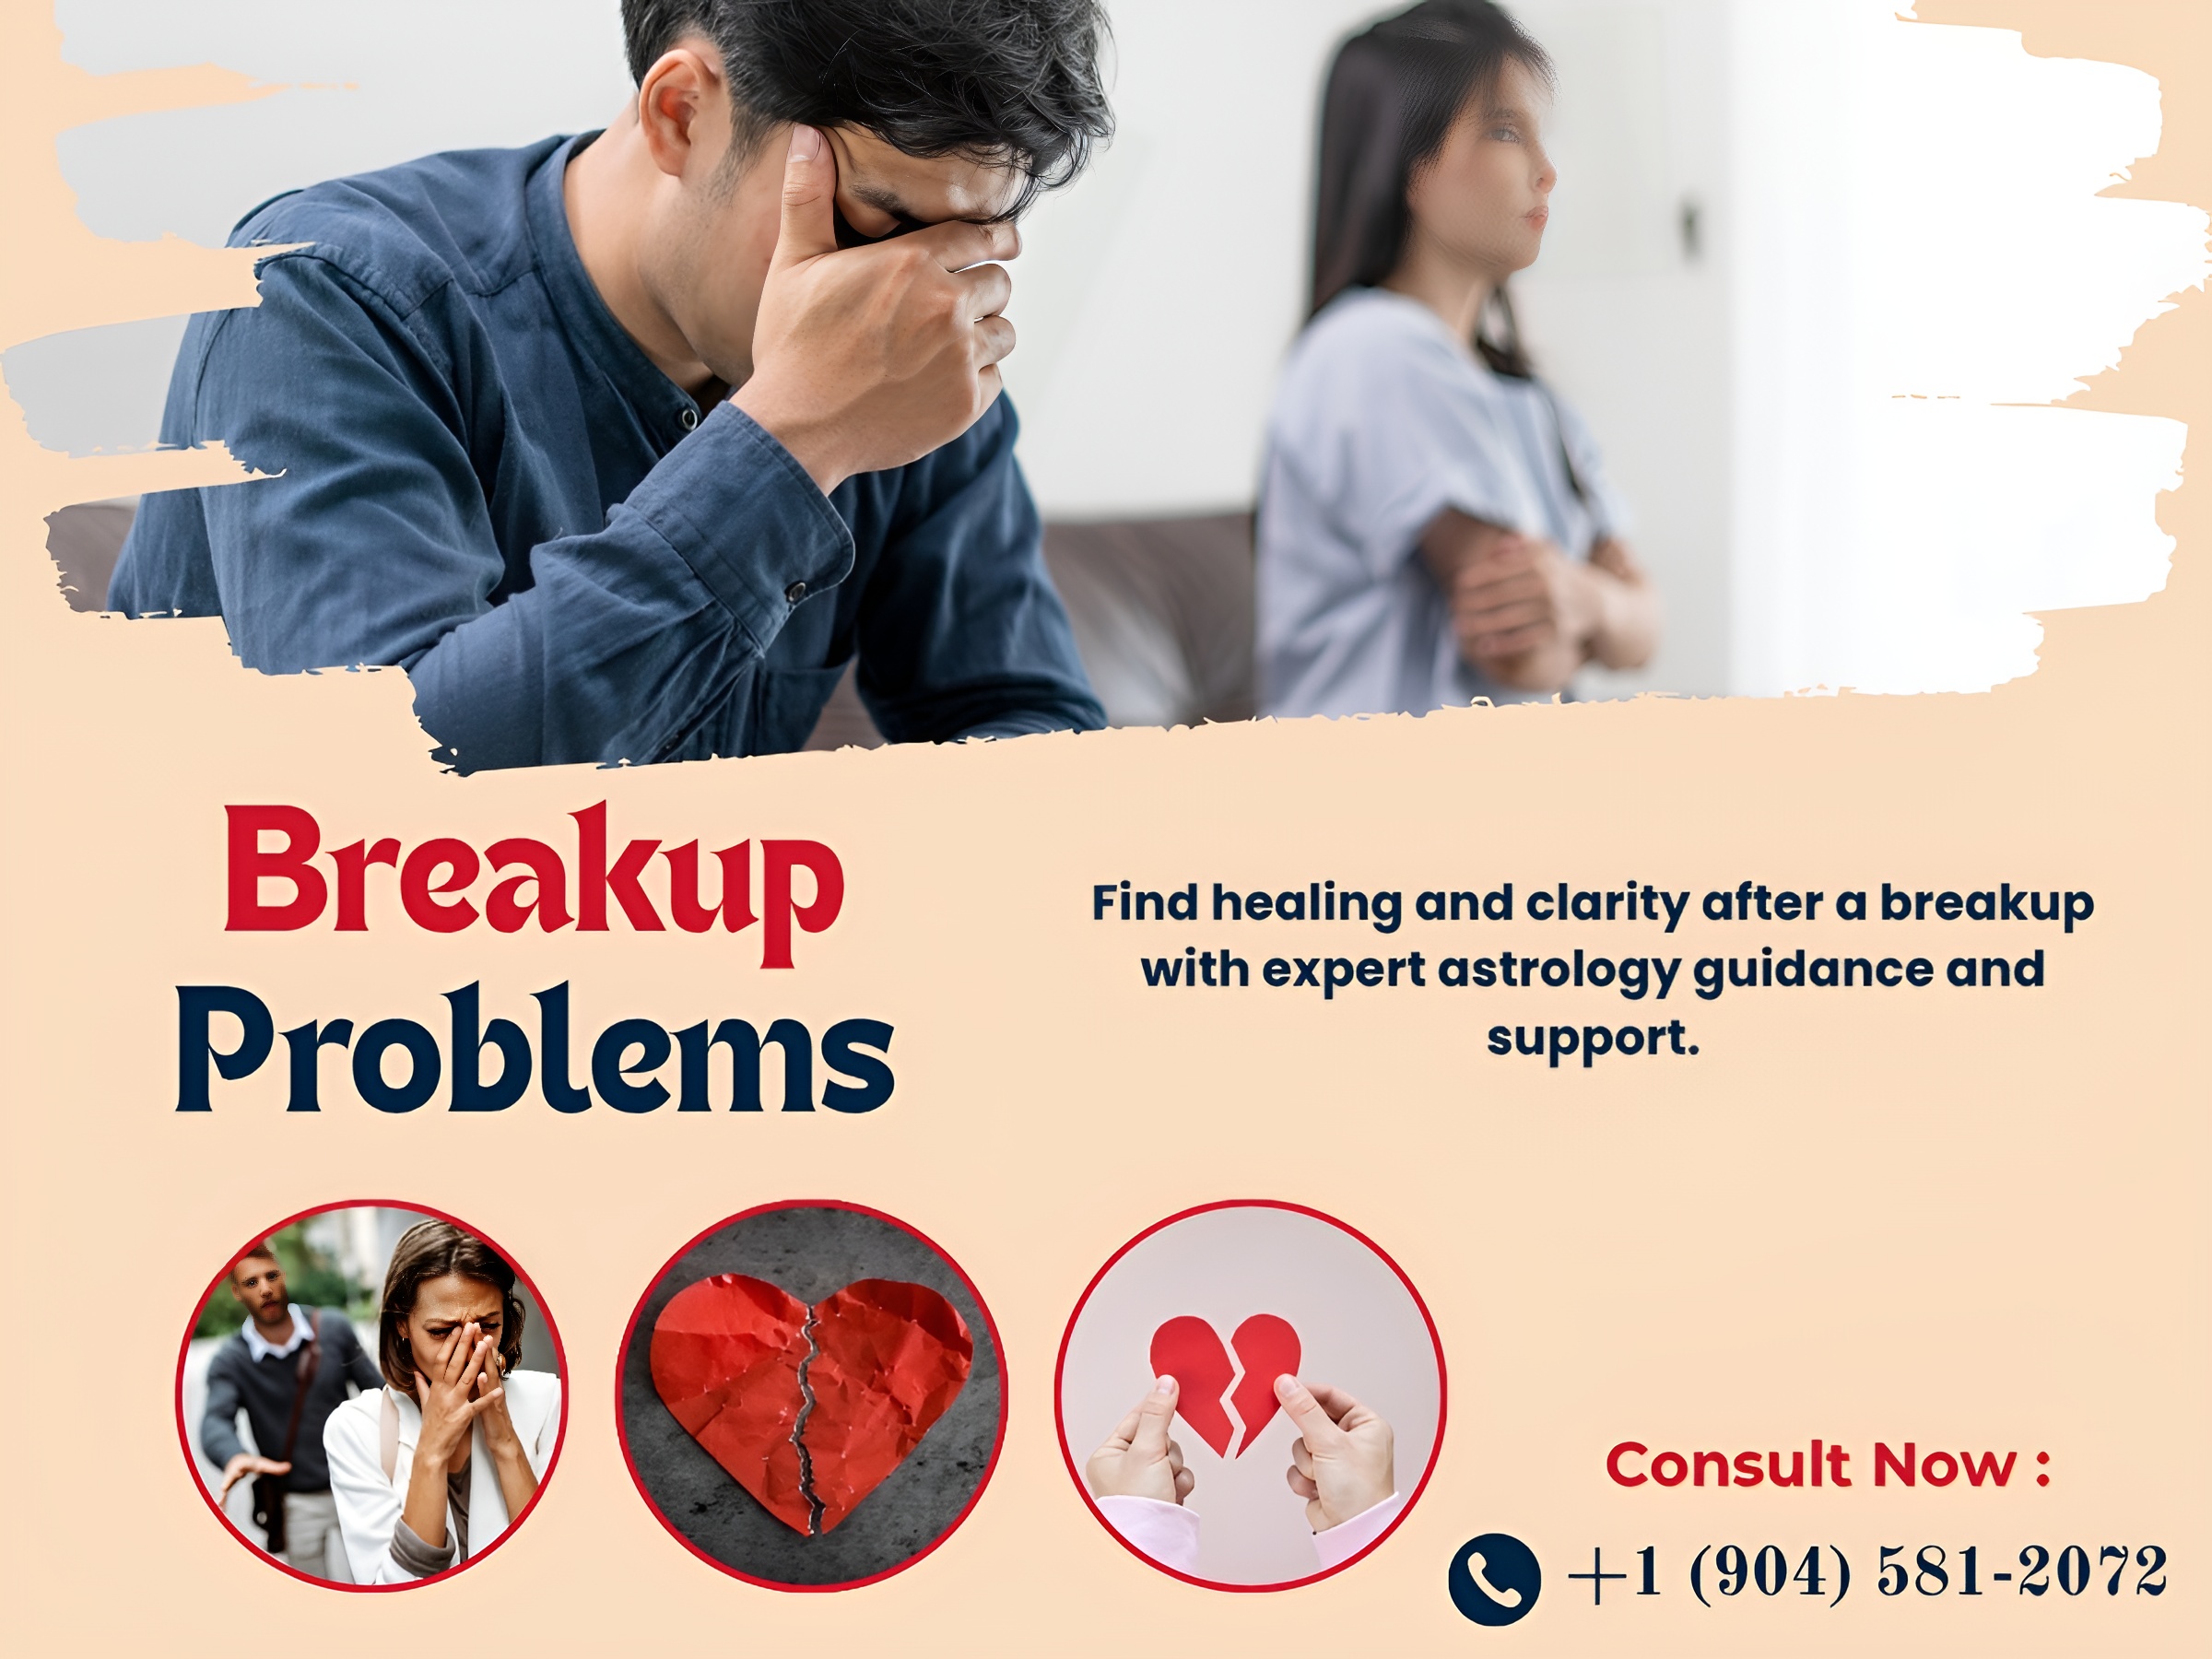 Breakup
Problems
Find healing and clarity after a breakup
with expert astrology guidance and
support.
Consult Now :
+1 (904) 581-2072